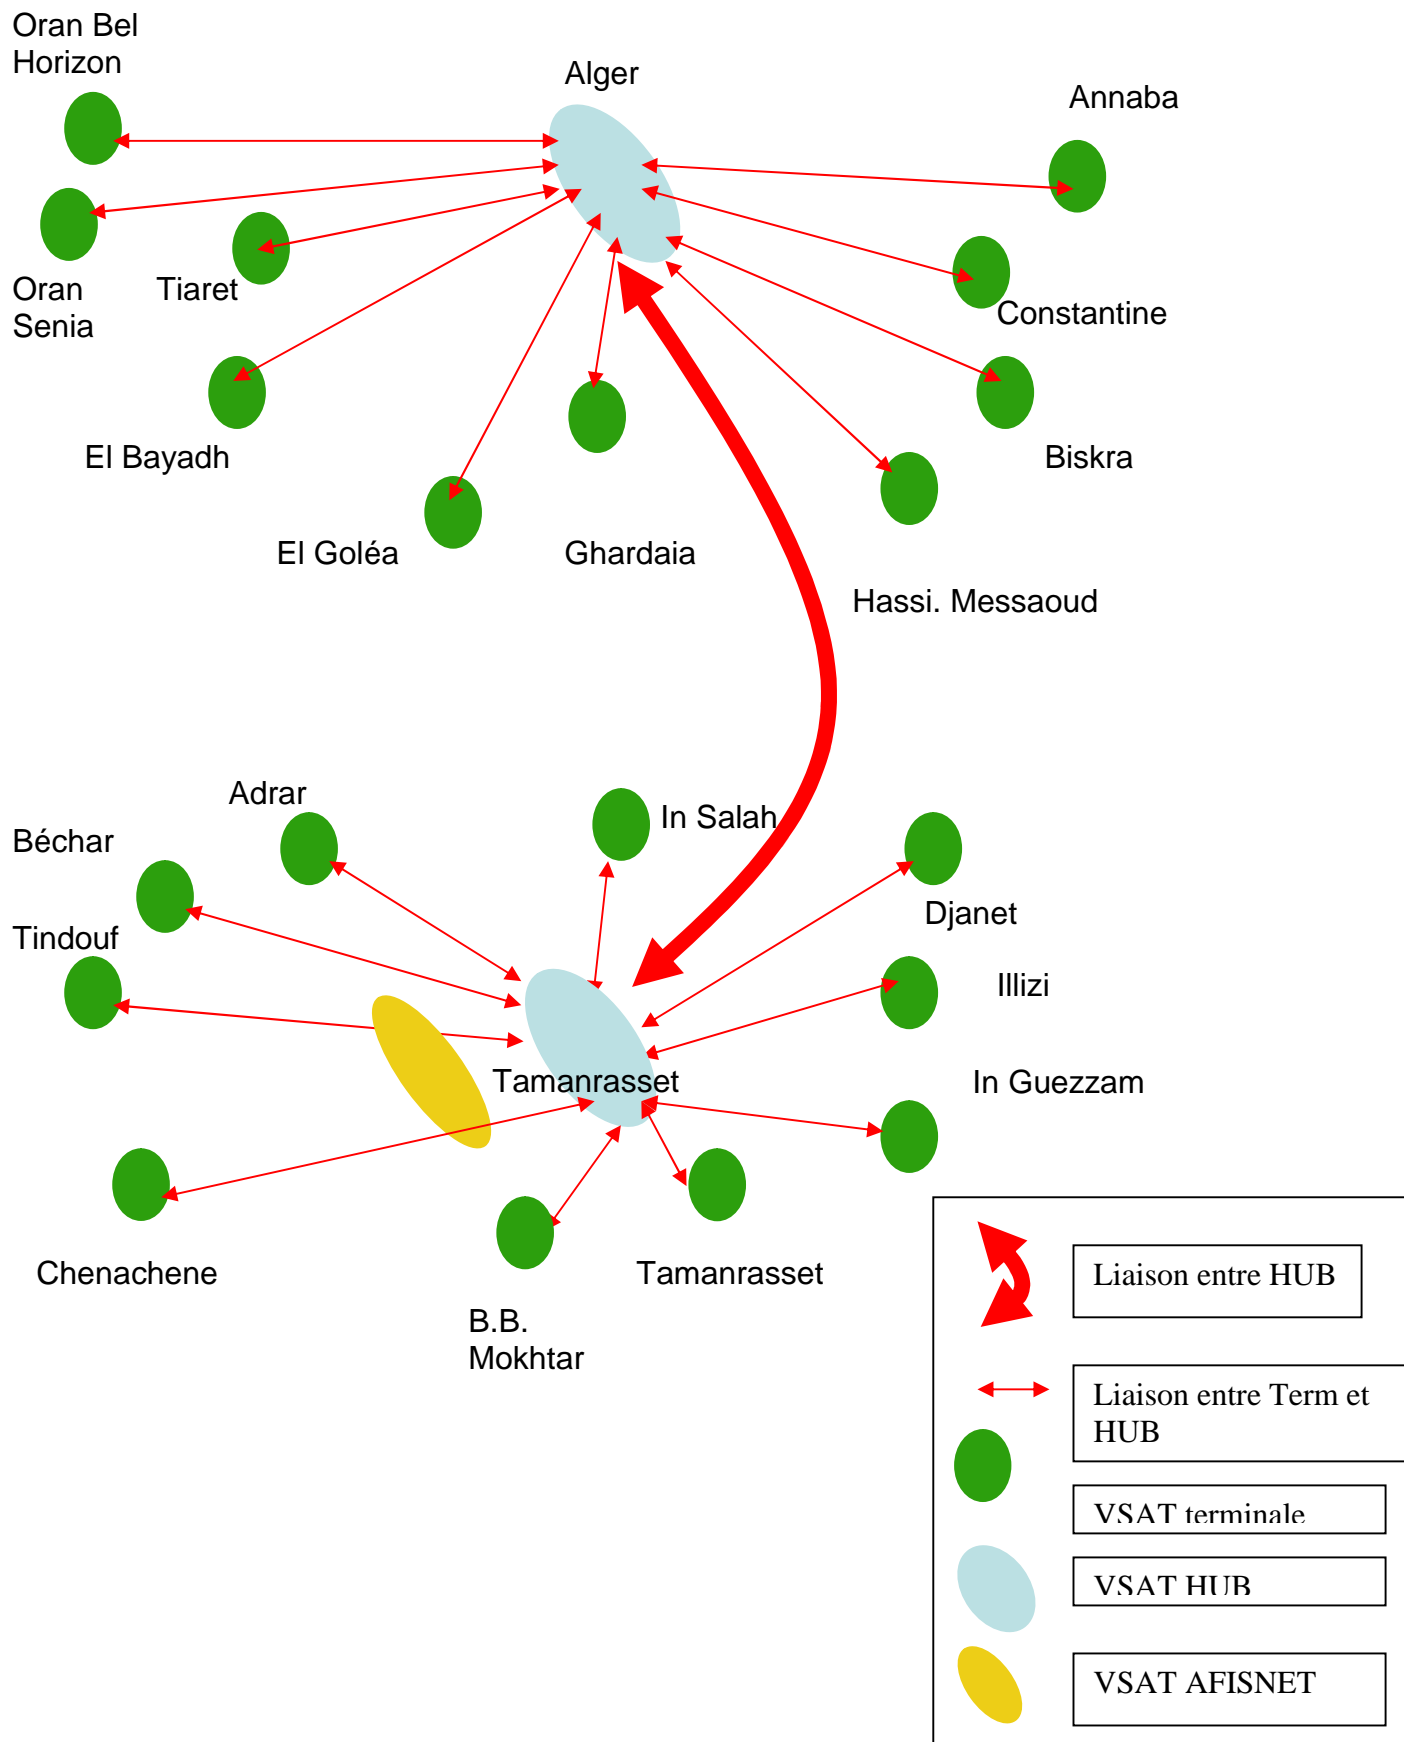 Oran Bel
Horizon
Alger
Annaba
Oran
Senia
Tiaret
Constantine
El Bayadh
Biskra
El Goléa
Ghardaia
Hassi. Messaoud
Adrar
In Salah
Béchar
Djanet
Tindouf
Illizi
Tamanrasset
In Guezzam
Chenachene
Tamanrasset
B.B.
Mokhtar
Liaison entre HUB
Liaison entre Term et
HUB
VSAT terminale
VSAT HUB
VSAT AFISNET